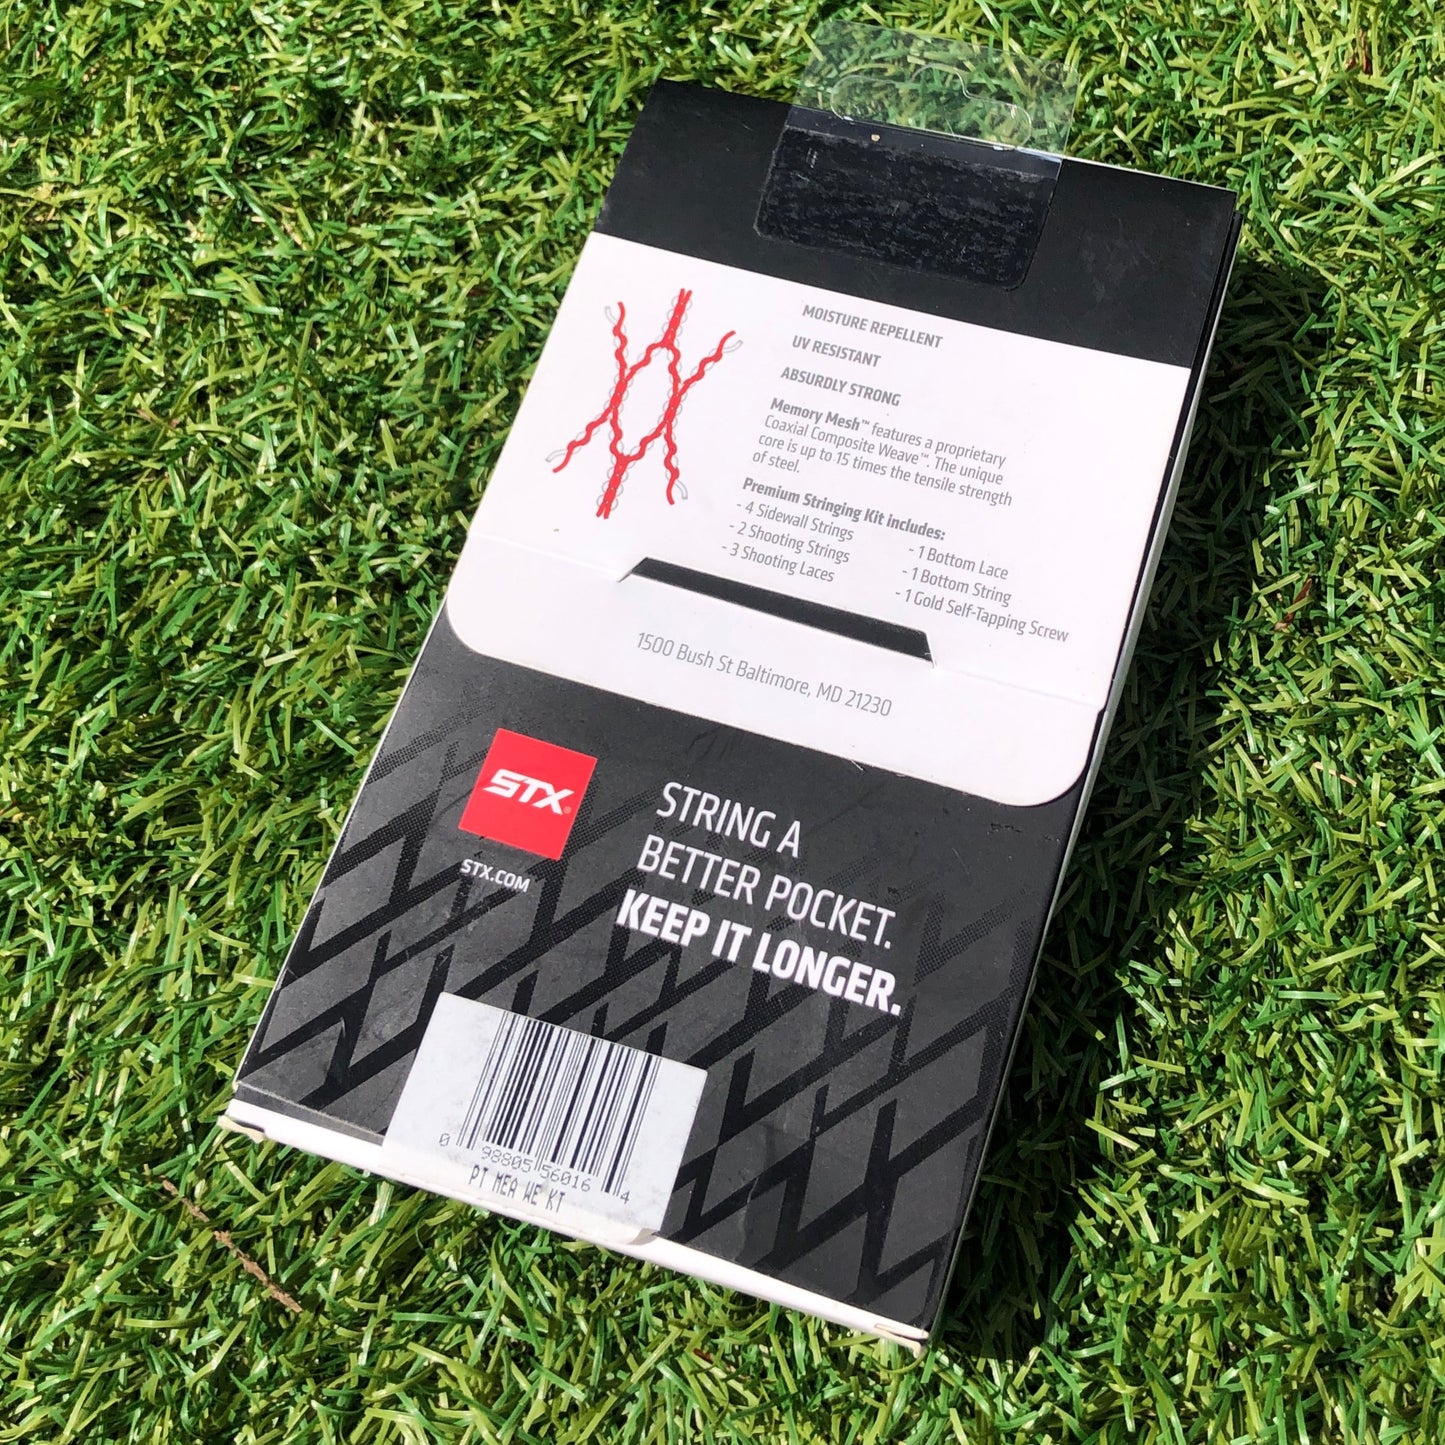 MOISTURE REPELLENT
UV RESISTANT
ABSURDLY STRONG
Memory Mesh™ features a proprietary
Coaxial Composite Weave™. The unique
core is up to 15 times the tensile strength
of steel.
Premium Stringing Kit includes:
- 4 Sidewall Strings
- 2 Shooting Strings
- 3 Shooting Laces
- 1 Bottom Lace
- 1 Bottom String
- 1 Gold Self-Tapping Screw
1500 Bush St Baltimore, MD 21230
STX®
STX.COM
STRING A
BETTER POCKET.
KEEP IT LONGER.
0 98805 56016 4
PT MEA WE KT